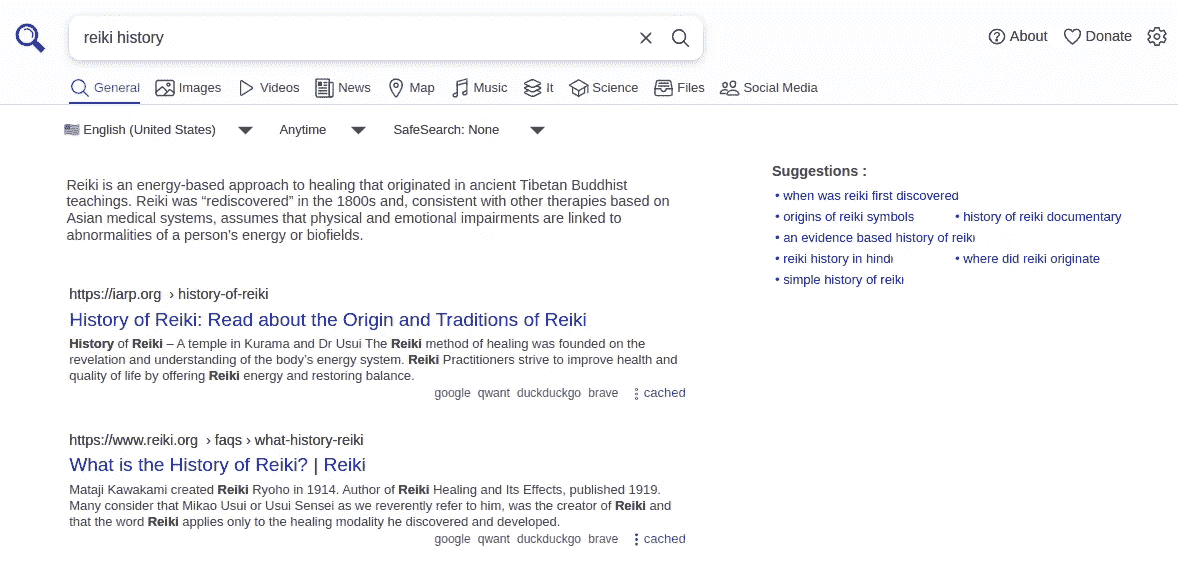 reiki history
About Donate
General Images Videos News Map Music It Science Files Social Media
English (United States) Anytime SafeSearch: None
Reiki is an energy-based approach to healing that originated in ancient Tibetan Buddhist
teachings. Reiki was “rediscovered” in the 1800s and, consistent with other therapies based on
Asian medical systems, assumes that physical and emotional impairments are linked to
abnormalities of a person's energy or biofields.
https://iarp.org › history-of-reiki
History of Reiki: Read about the Origin and Traditions of Reiki
History of Reiki – A temple in Kurama and Dr Usui The Reiki method of healing was founded on the
revelation and understanding of the body’s energy system. Reiki Practitioners strive to improve health and
quality of life by offering Reiki energy and restoring balance.
google qwant duckduckgo brave cached
https://www.reiki.org › faqs › what-history-reiki
What is the History of Reiki? | Reiki
Mataji Kawakami created Reiki Ryoho in 1914. Author of Reiki Healing and Its Effects, published 1919.
Many consider that Mikao Usui or Usui Sensei as we reverently refer to him, was the creator of Reiki and
that the word Reiki applies only to the healing modality he discovered and developed.
google qwant duckduckgo brave cached
Suggestions :
• when was reiki first discovered
• origins of reiki symbols • history of reiki documentary
• an evidence based history of reiki
• reiki history in hindi • where did reiki originate
• simple history of reiki